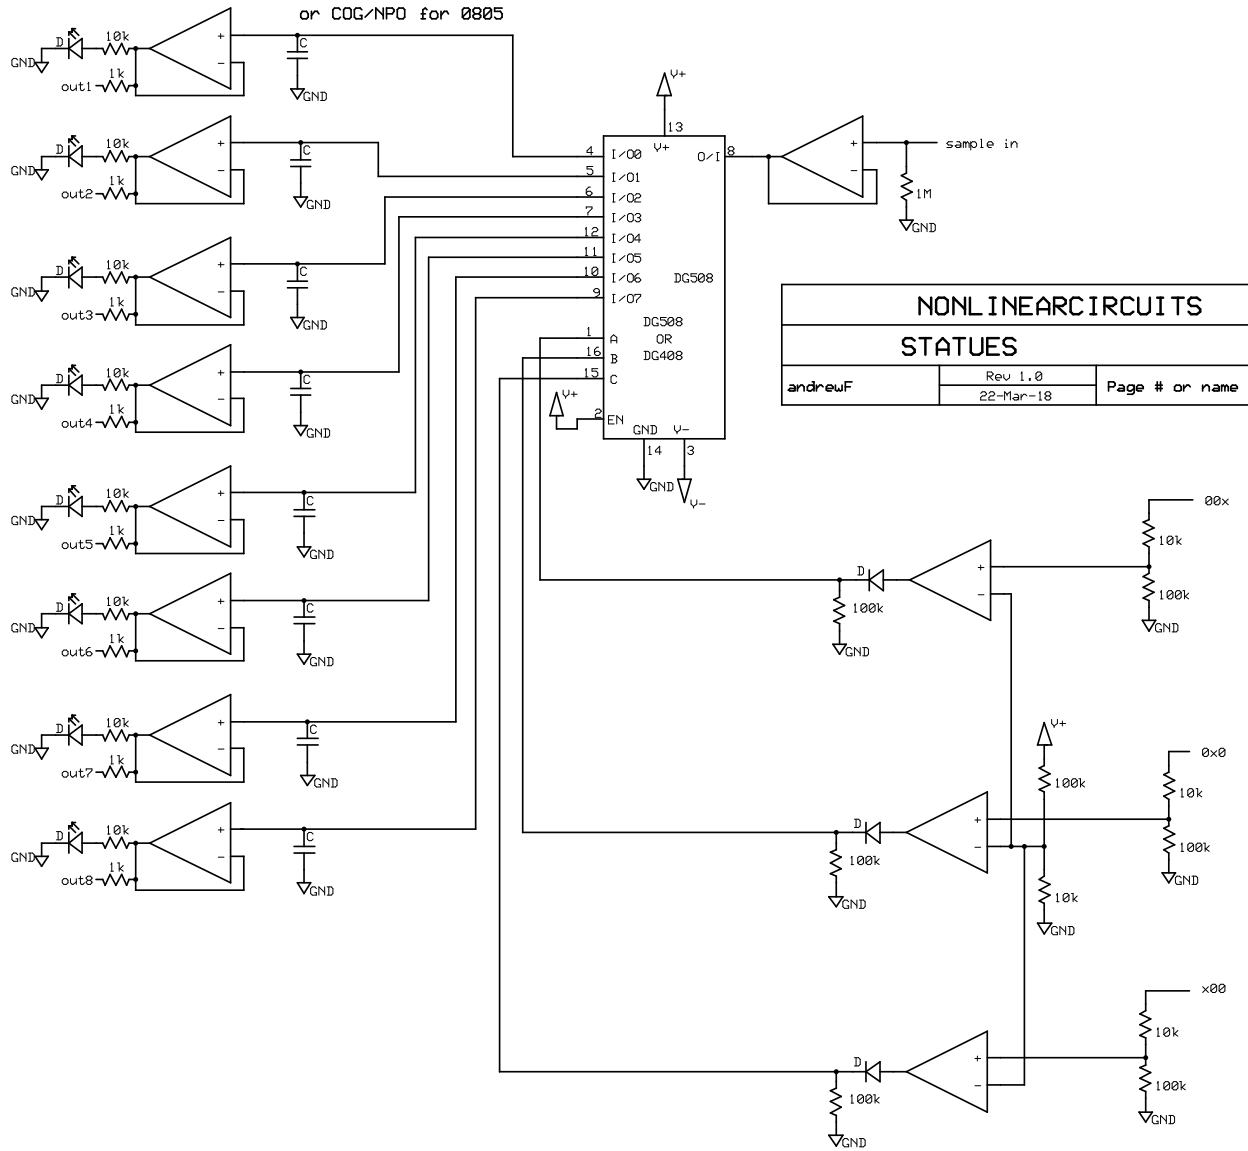 or COG/NPO for 0805
D 10k + C
GND − GND
out1 1k
D 10k + C
GND − GND
out2 1k
D 10k + C
GND − GND
out3 1k
D 10k + C
GND − GND
out4 1k
D 10k + C
GND − GND
out5 1k
D 10k + C
GND − GND
out6 1k
D 10k + C
GND − GND
out7 1k
D 10k + C
GND − GND
out8 1k
V+
13
V+
4 I/O0 O/I 8
5 I/O1
6 I/O2
7 I/O3
12 I/O4
11 I/O5
10 I/O6 DG508
9 I/O7
DG508
OR
DG408
1 A
16 B
15 C
V+
2 EN
GND V-
14 3
GND V-
+ sample in
−
1M
GND
NONLINEARCIRCUITS
STATUES
andrewF
Rev 1.0
22-Mar-18
Page # or name
00x
10k
D + 100k
100k − GND
GND
V+
100k
0x0
10k
D + 100k
100k − GND
GND
10k
GND
x00
10k
D + 100k
100k − GND
GND